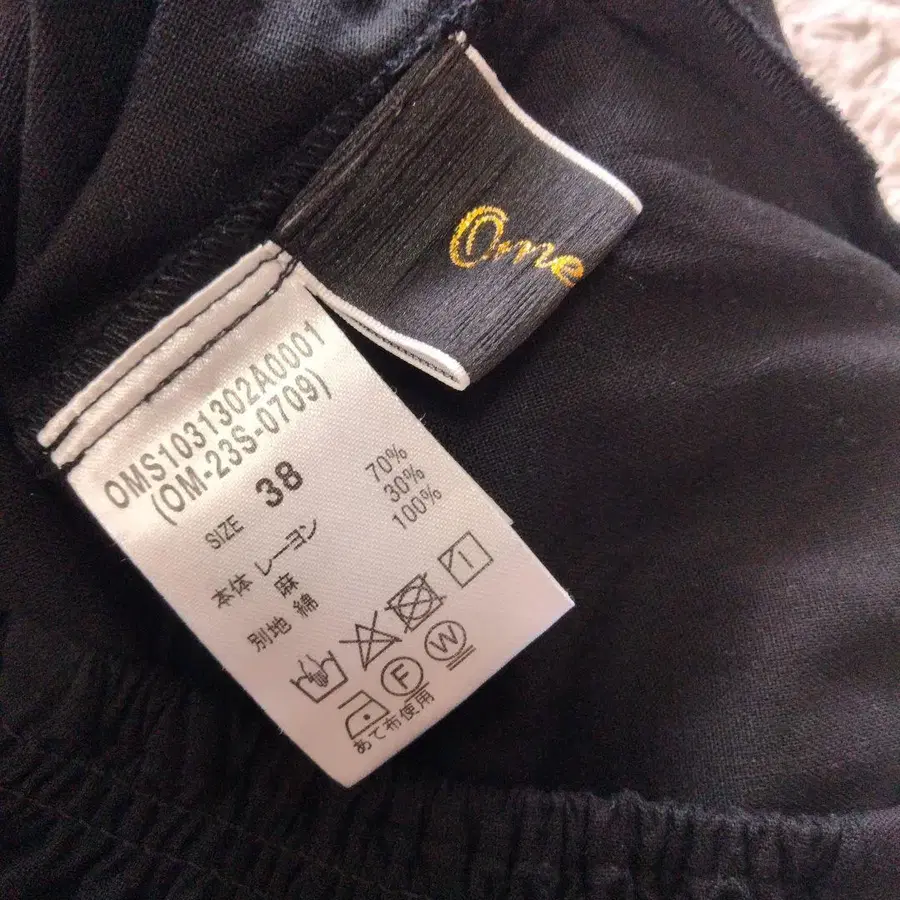 Ome
OMS1031302A0001
(OM-23S-0709)
SIZE 38
本体 レーヨン 70%
麻 30%
別地 綿 100%
F W
あて布使用